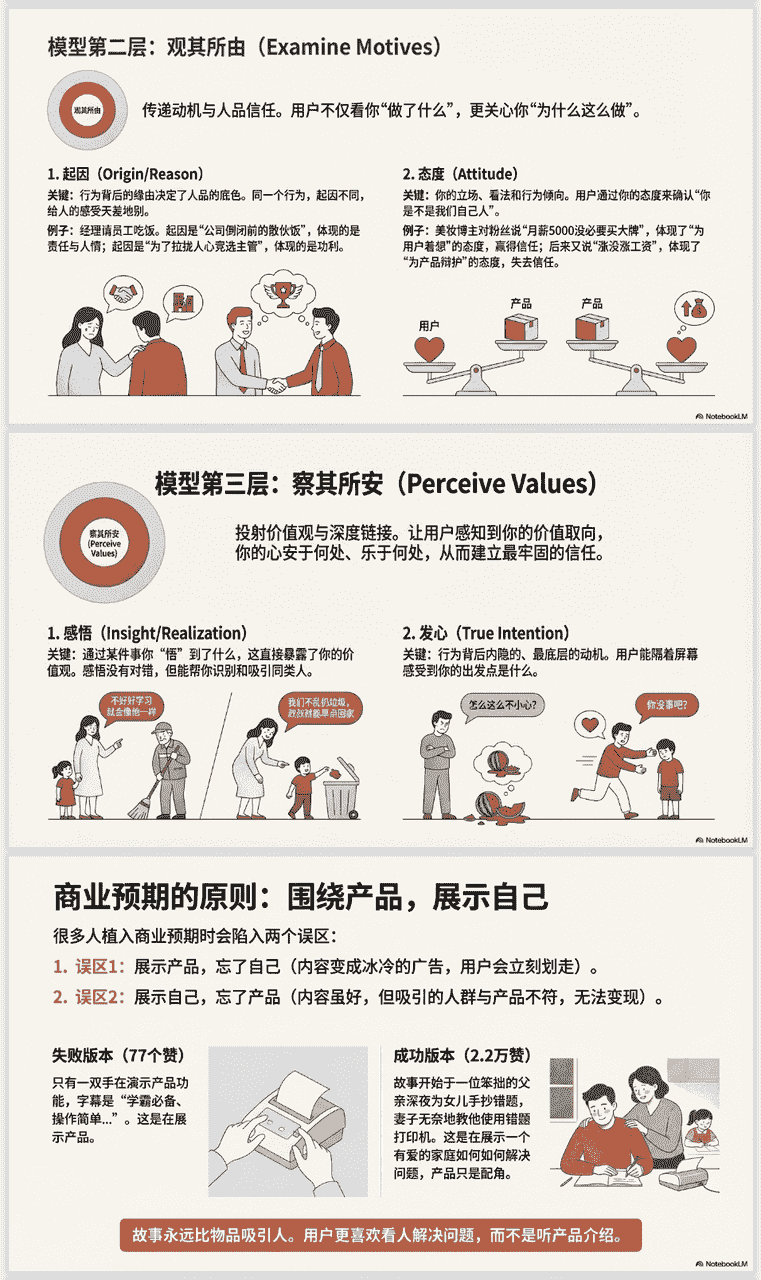 模型第二层：观其所由（Examine Motives）
观其所由
传递动机与人品信任。用户不仅看你“做了什么”，更关心你“为什么这么做”。
1. 起因（Origin/Reason）
关键：行为背后的缘由决定了人品的底色。同一个行为，起因不同，
给人的感受天差地别。
例子：经理请员工吃饭。起因是“公司倒闭前的散伙饭”，体现的是
责任与人情；起因是“为了拉拢人心竞选主管”，体现的是功利。
2. 态度（Attitude）
关键：你的立场、看法和行为倾向。用户通过你的态度来确认“你
是不是我们自己人”。
例子：美妆博主对粉丝说“月薪5000没必要买大牌”，体现了“为
用户着想”的态度，赢得信任；后来又说“涨没涨工资”，体现了
“为产品辩护”的态度，失去信任。
用户
产品
产品
NotebookLM
模型第三层：察其所安（Perceive Values）
察其所安
(Perceive
Values)
投射价值观与深度链接。让用户感知到你的价值取向，
你的心安于何处、乐于何处，从而建立最牢固的信任。
1. 感悟（Insight/Realization）
关键：通过某件事你“悟”到了什么，这直接暴露了你的价
值观。感悟没有对错，但能帮你识别和吸引同类人。
不好好学习
就会像他一样
我们不乱扔垃圾，
叔叔就能早点回家
2. 发心（True Intention）
关键：行为背后内隐的、最底层的动机。用户能隔着屏幕
感受到你的出发点是什么。
怎么这么不小心？
你没事吧？
NotebookLM
商业预期的原则：围绕产品，展示自己
很多人植入商业预期时会陷入两个误区：
1. 误区1：展示产品，忘了自己（内容变成冰冷的广告，用户会立刻划走）。
2. 误区2：展示自己，忘了产品（内容虽好，但吸引的人群与产品不符，无法变现）。
失败版本（77个赞）
只有一双手在演示产品功
能，字幕是“学霸必备、
操作简单...”。这是在展
示产品。
成功版本（2.2万赞）
故事开始于一位笨拙的父
亲深夜为女儿手抄错题，
妻子无奈地教他使用错题
打印机。这是在展示一个
有爱的家庭如何如何解决
问题，产品只是配角。
故事永远比物品吸引人。用户更喜欢看人解决问题，而不是听产品介绍。
NotebookLM